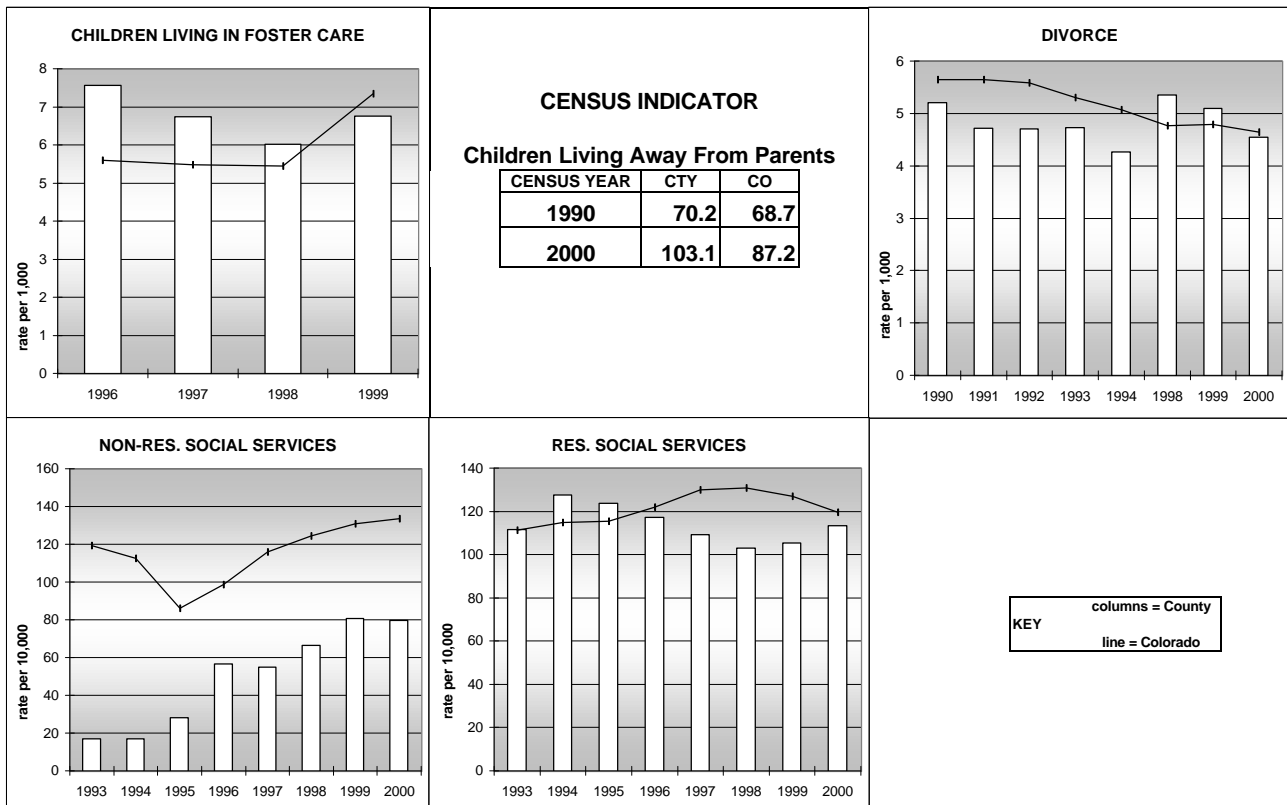 CHILDREN LIVING IN FOSTER CARE
8
7
6
5
4
3
2
1
0
rate per 1,000
1996 1997 1998 1999
CENSUS INDICATOR
Children Living Away From Parents
CENSUS YEAR CTY CO
1990 70.2 68.7
2000 103.1 87.2
DIVORCE
6
5
4
3
2
1
0
rate per 1,000
1990 1991 1992 1993 1994 1998 1999 2000
NON-RES. SOCIAL SERVICES
160
140
120
100
80
60
40
20
0
rate per 10,000
1993 1994 1995 1996 1997 1998 1999 2000
RES. SOCIAL SERVICES
140
120
100
80
60
40
20
0
rate per 10,000
1993 1994 1995 1996 1997 1998 1999 2000
columns = County
KEY
line = Colorado